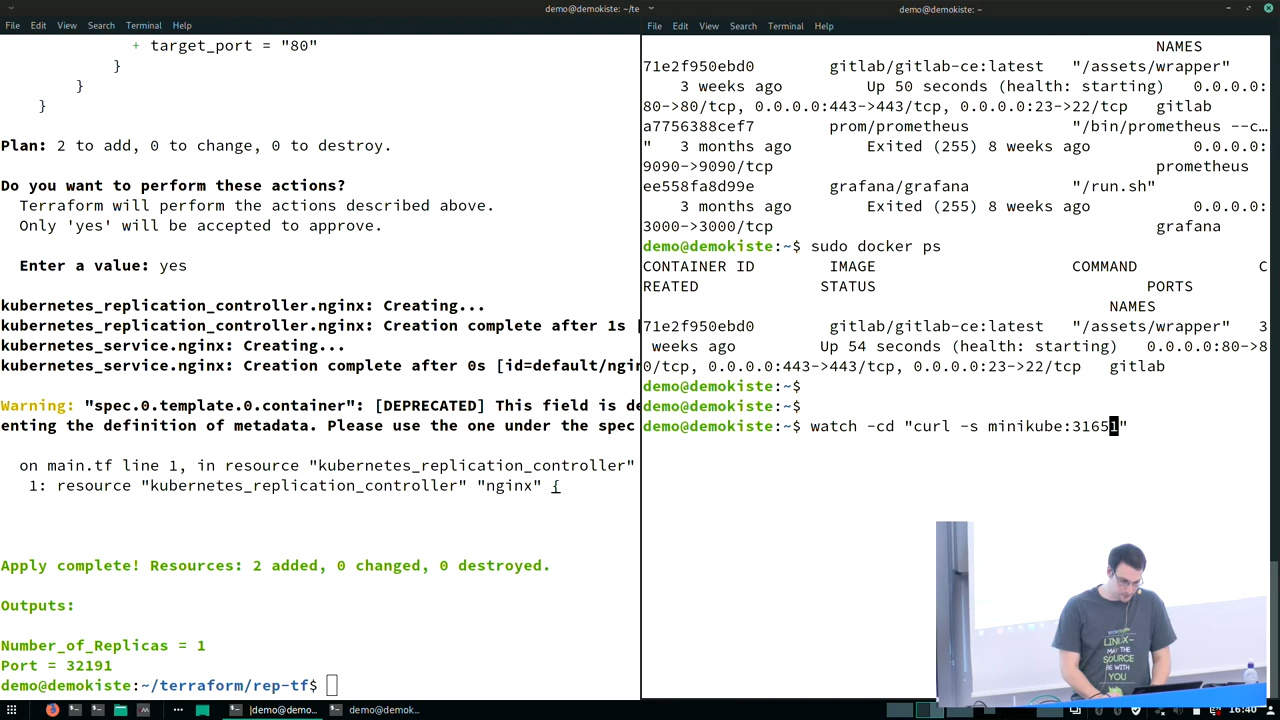 demo@demokiste: ~/te
File Edit View Search Terminal Help
+ target_port = "80"
}
}
}
Plan: 2 to add, 0 to change, 0 to destroy.
Do you want to perform these actions?
Terraform will perform the actions described above.
Only 'yes' will be accepted to approve.
Enter a value: yes
kubernetes_replication_controller.nginx: Creating...
kubernetes_replication_controller.nginx: Creation complete after 1s [
kubernetes_service.nginx: Creating...
kubernetes_service.nginx: Creation complete after 0s [id=default/ngin
Warning: "spec.0.template.0.container": [DEPRECATED] This field is de
enting the definition of metadata. Please use the one under the spec
on main.tf line 1, in resource "kubernetes_replication_controller"
1: resource "kubernetes_replication_controller" "nginx" {
Apply complete! Resources: 2 added, 0 changed, 0 destroyed.
Outputs:
Number_of_Replicas = 1
Port = 32191
demo@demokiste:~/terraform/rep-tf$
demo@demokiste: ~
File Edit View Search Terminal Help
NAMES
71e2f950ebd0 gitlab/gitlab-ce:latest "/assets/wrapper"
3 weeks ago Up 50 seconds (health: starting) 0.0.0.0:
80->80/tcp, 0.0.0.0:443->443/tcp, 0.0.0.0:23->22/tcp gitlab
a7756388cef7 prom/prometheus "/bin/prometheus --c…
" 3 months ago Exited (255) 8 weeks ago 0.0.0.0:
9090->9090/tcp prometheus
ee558fa8d99e grafana/grafana "/run.sh"
3 months ago Exited (255) 8 weeks ago 0.0.0.0:
3000->3000/tcp grafana
demo@demokiste:~$ sudo docker ps
CONTAINER ID IMAGE COMMAND C
REATED STATUS PORTS
NAMES
71e2f950ebd0 gitlab/gitlab-ce:latest "/assets/wrapper" 3
weeks ago Up 54 seconds (health: starting) 0.0.0.0:80->8
0/tcp, 0.0.0.0:443->443/tcp, 0.0.0.0:23->22/tcp gitlab
demo@demokiste:~$
demo@demokiste:~$
demo@demokiste:~$ watch -cd "curl -s minikube:31651"
LINUX~
MAY THE
SOURCE
BE WITH
YOU
|demo@demo... demo@demok... 16:40